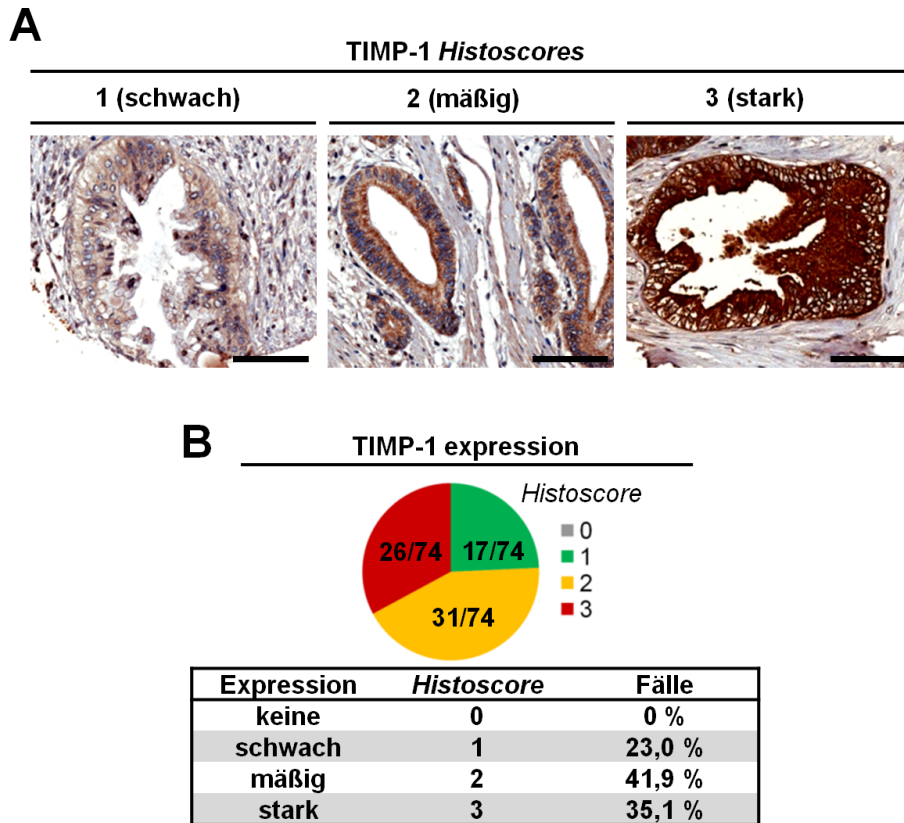 A
TIMP-1 Histoscores
1 (schwach) 2 (mäßig) 3 (stark)
B
TIMP-1 expression
Histoscore
0
1
2
3
26/74 17/74
31/74
Expression Histoscore Fälle
keine 0 0 %
schwach 1 23,0 %
mäßig 2 41,9 %
stark 3 35,1 %